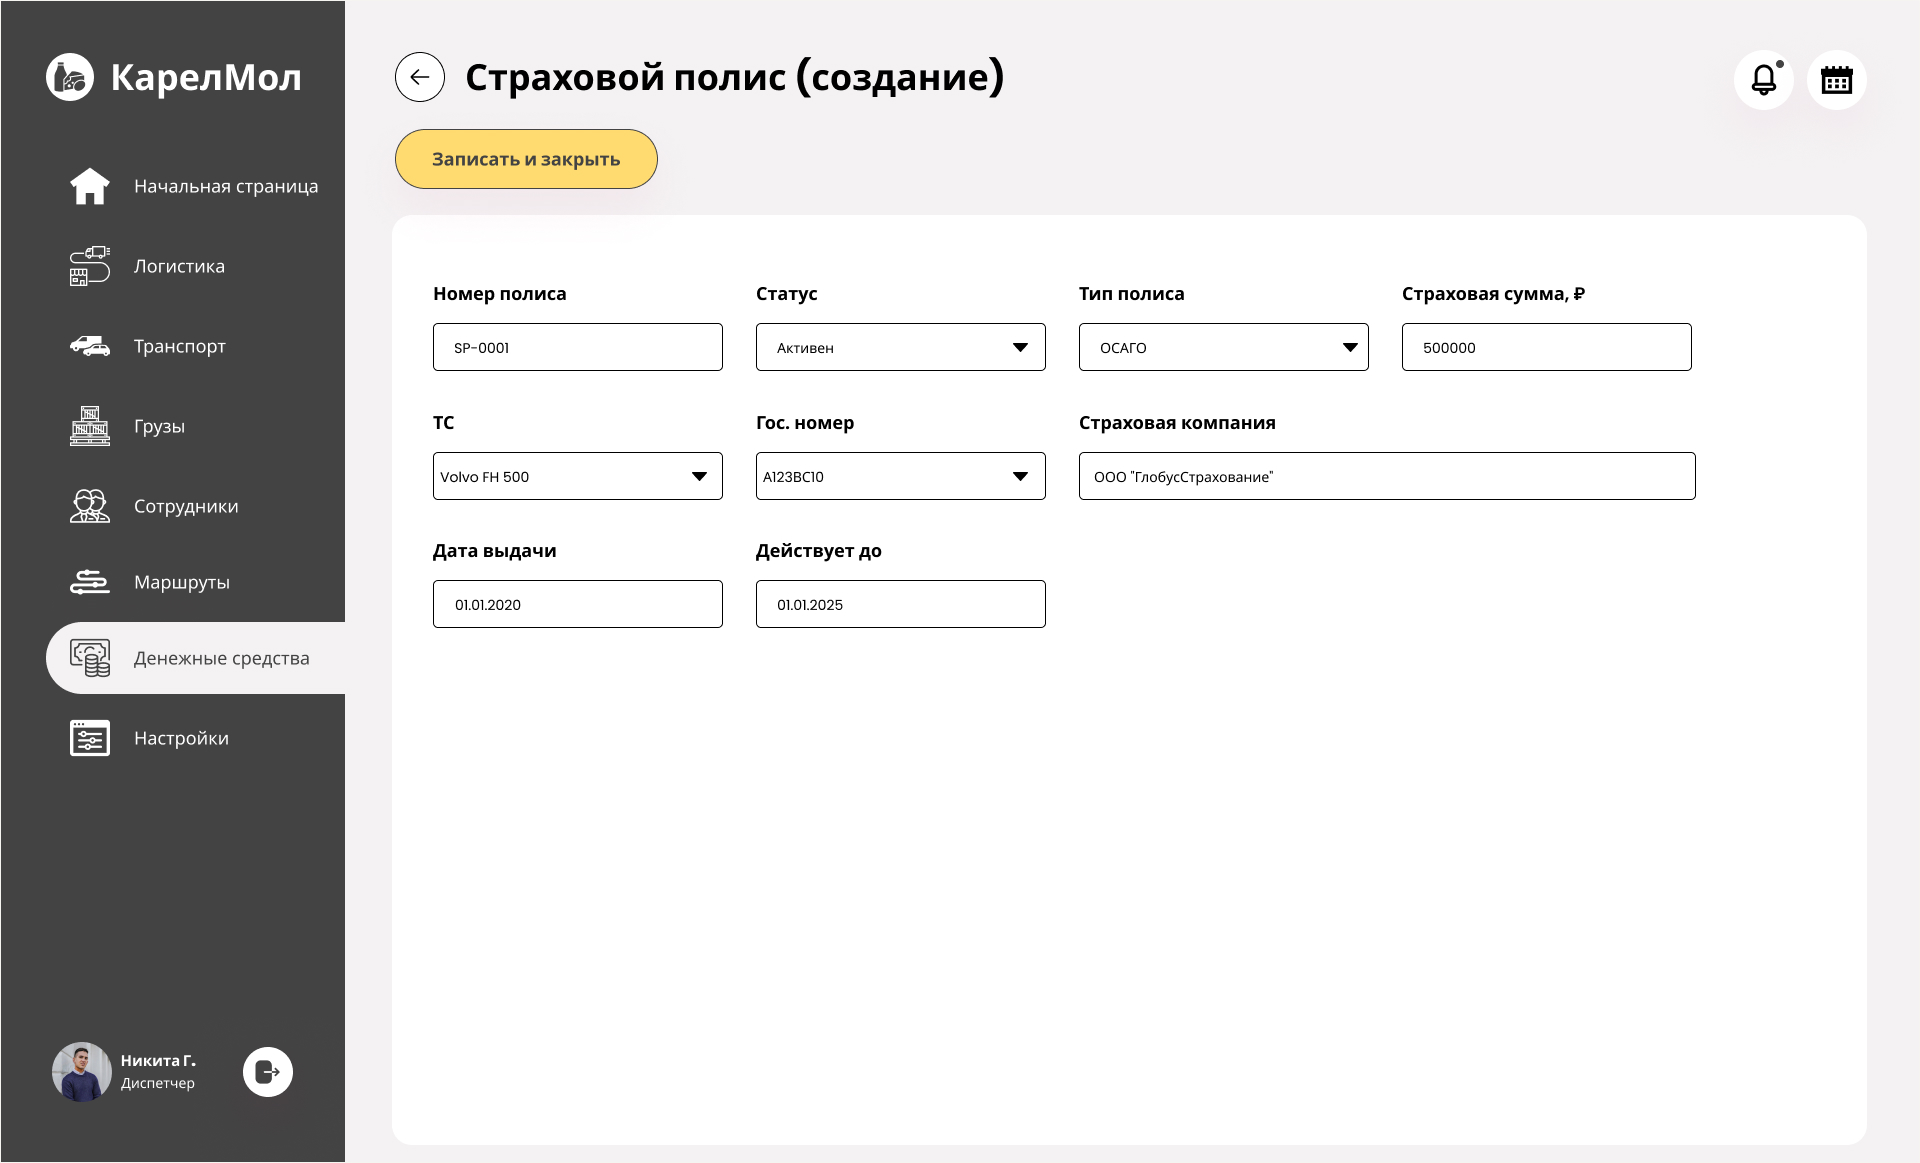 КарелМол
Начальная страница
Логистика
Транспорт
Грузы
Сотрудники
Маршруты
Денежные средства
Настройки
Никита Г.
Диспетчер
Страховой полис (создание)
Записать и закрыть
Номер полиса
Статус
Тип полиса
Страховая сумма, ₽
SP-0001
Активен
ОСАГО
500000
ТС
Гос. номер
Страховая компания
Volvo FH 500
А123ВС10
ООО "ГлобусСтрахование"
Дата выдачи
Действует до
01.01.2020
01.01.2025